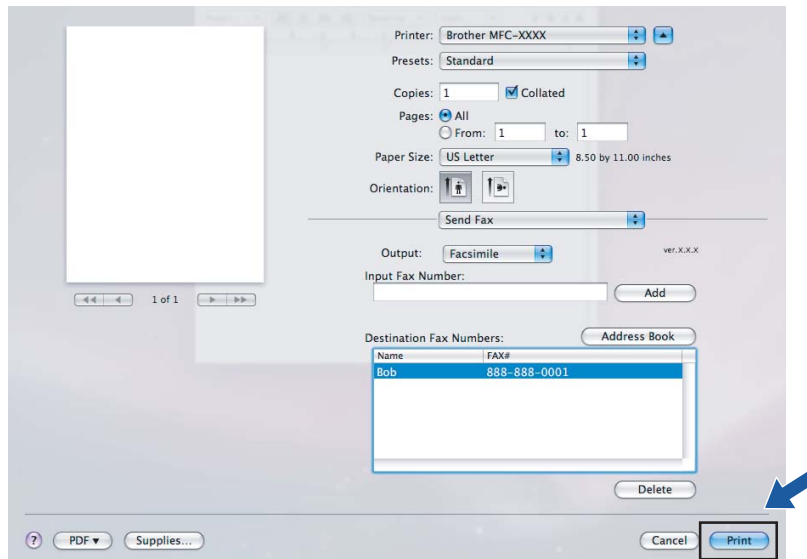 Printer: Brother MFC-XXXX
Presets: Standard
Copies: 1 Collated
Pages: All
From: 1 to: 1
Paper Size: US Letter 8.50 by 11.00 inches
Orientation:
Send Fax
Output: Facsimile ver.X.X.X
Input Fax Number:
Add
1 of 1
Destination Fax Numbers: Address Book
Name FAX#
Bob 888-888-0001
Delete
? PDF▼ Supplies... Cancel Print